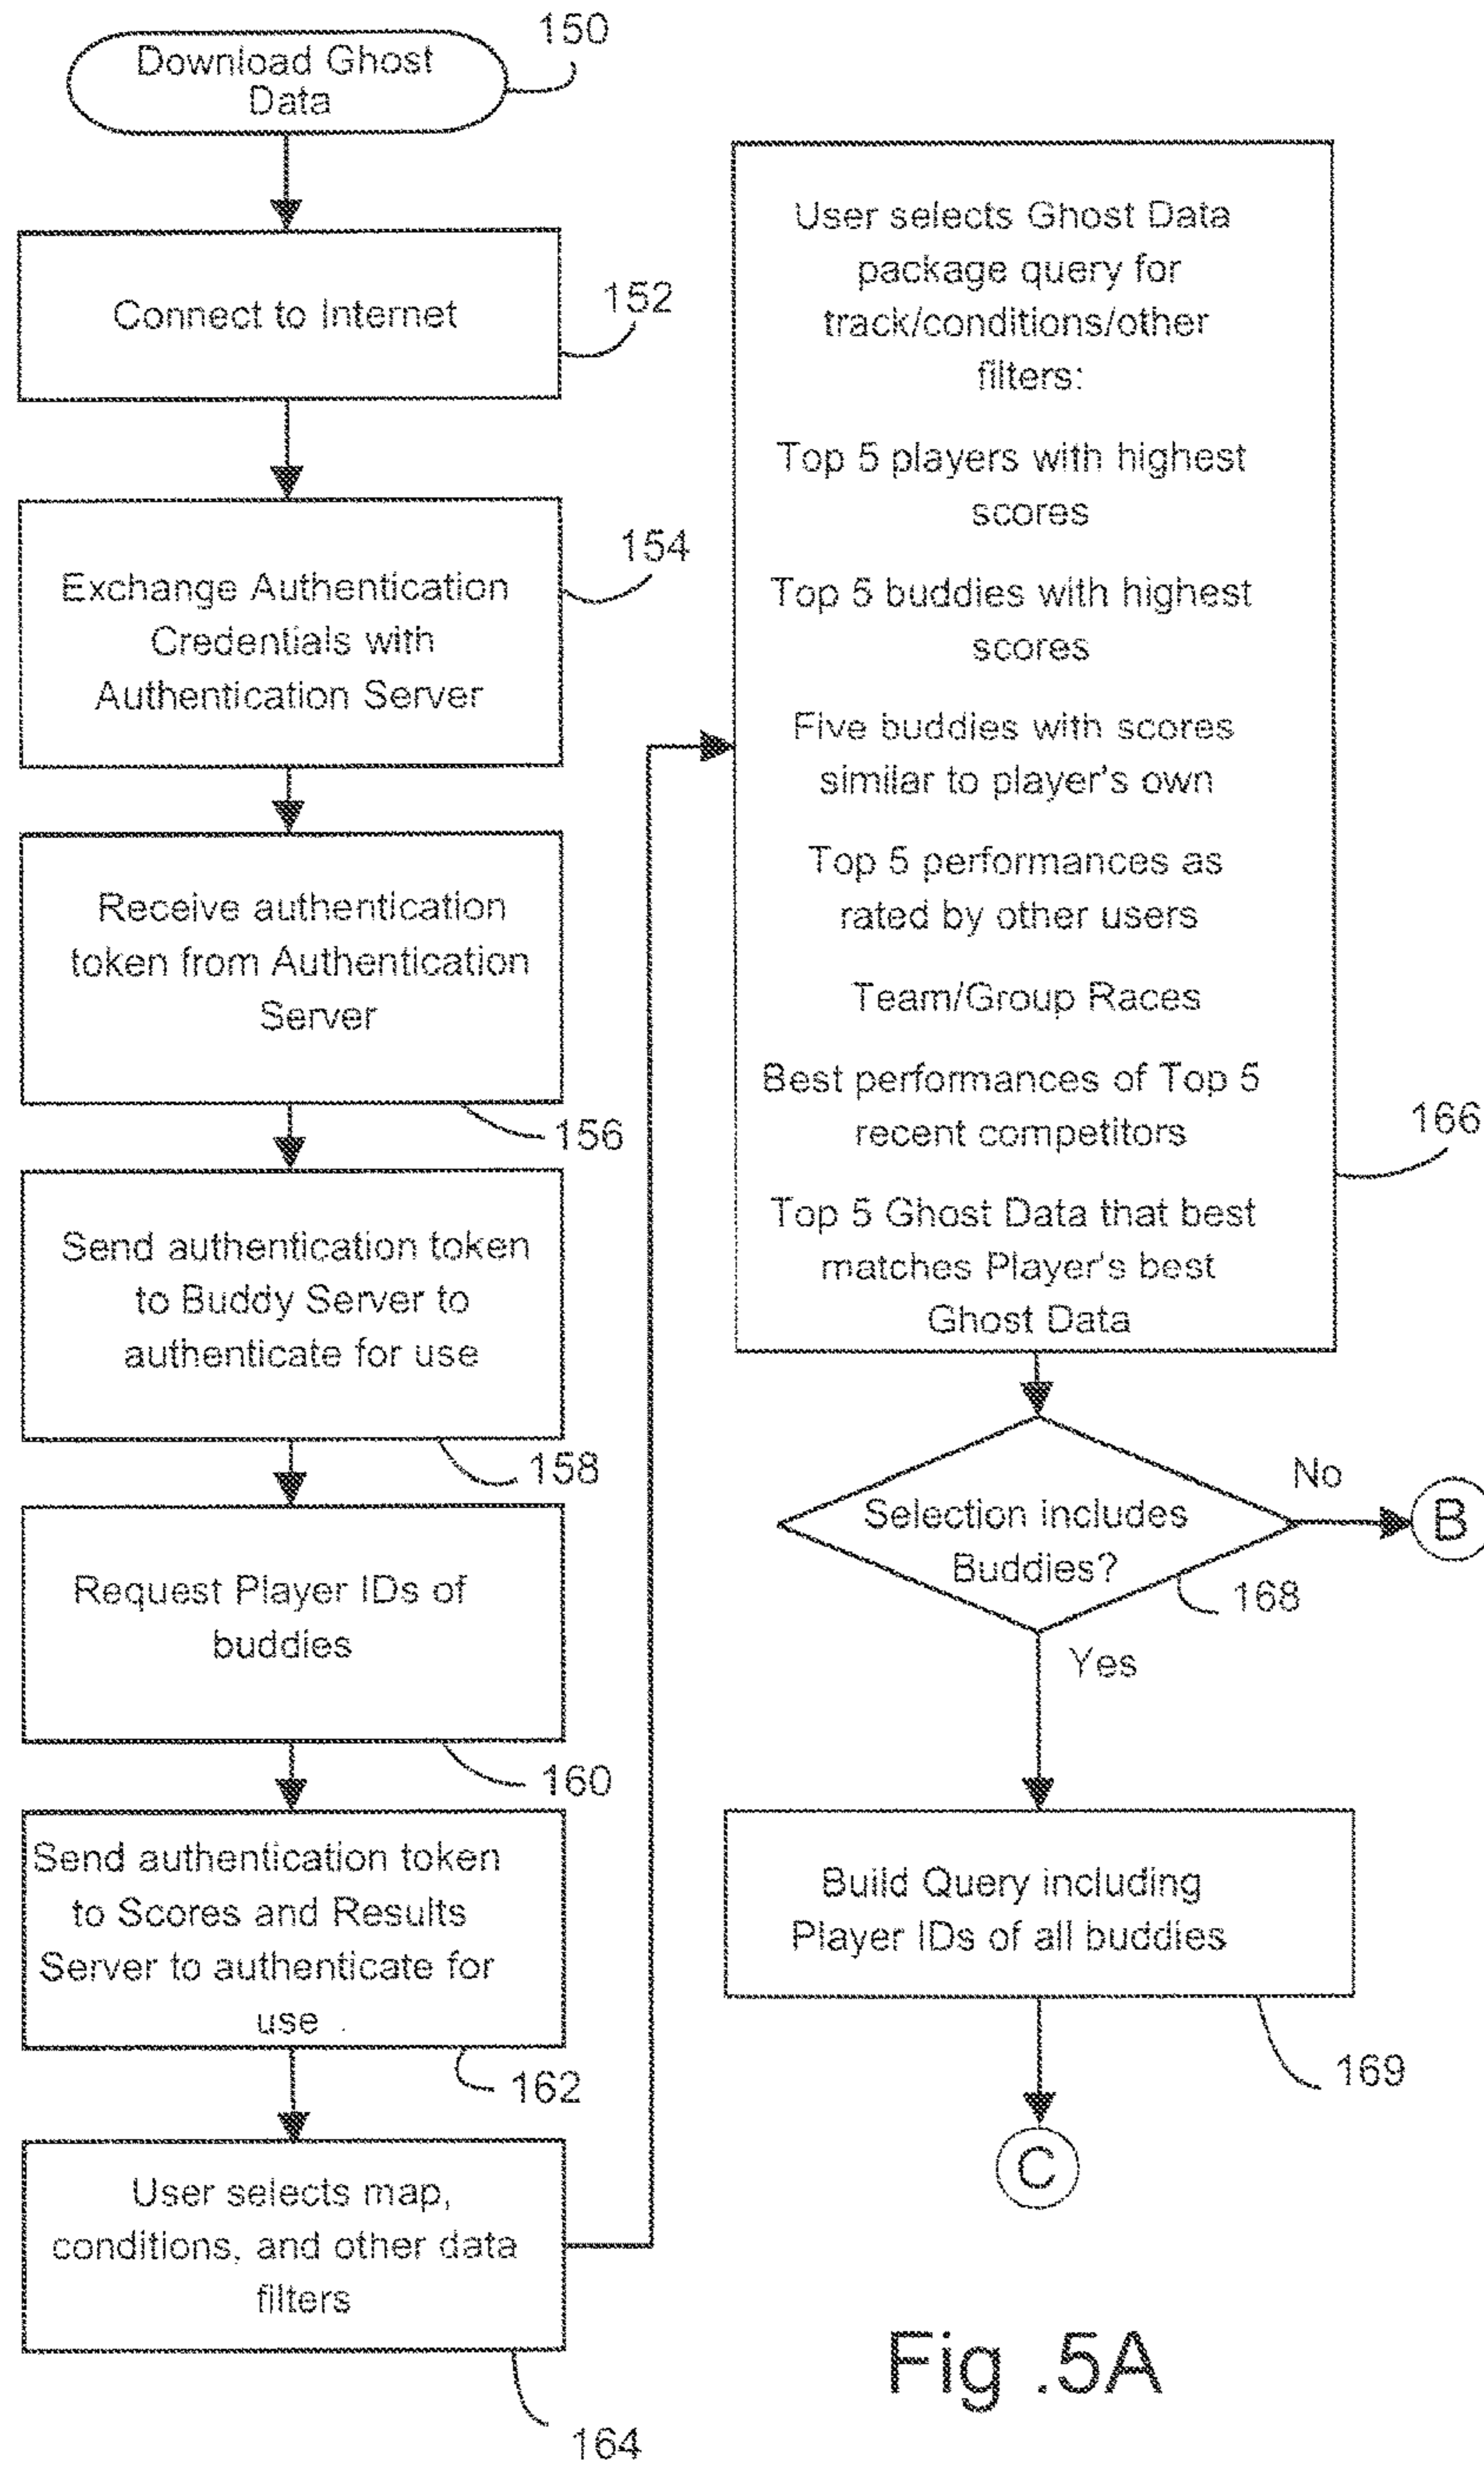 Download Ghost
Data
150
Connect to Internet
152
Exchange Authentication
Credentials with
Authentication Server
154
Receive authentication
token from Authentication
Server
156
Send authentication token
to Buddy Server to
authenticate for use
158
Request Player IDs of
buddies
160
Send authentication token
to Scores and Results
Server to authenticate for
use
162
User selects map,
conditions, and other data
filters
164
User selects Ghost Data
package query for
track/conditions/other
filters:
Top 5 players with highest
scores
Top 5 buddies with highest
scores
Five buddies with scores
similar to player's own
Top 5 performances as
rated by other users
Team/Group Races
Best performances of Top 5
recent competitors
Top 5 Ghost Data that best
matches Player's best
Ghost Data
166
Selection includes
Buddies?
168
No
B
Yes
Build Query including
Player IDs of all buddies
169
C
Fig .5A